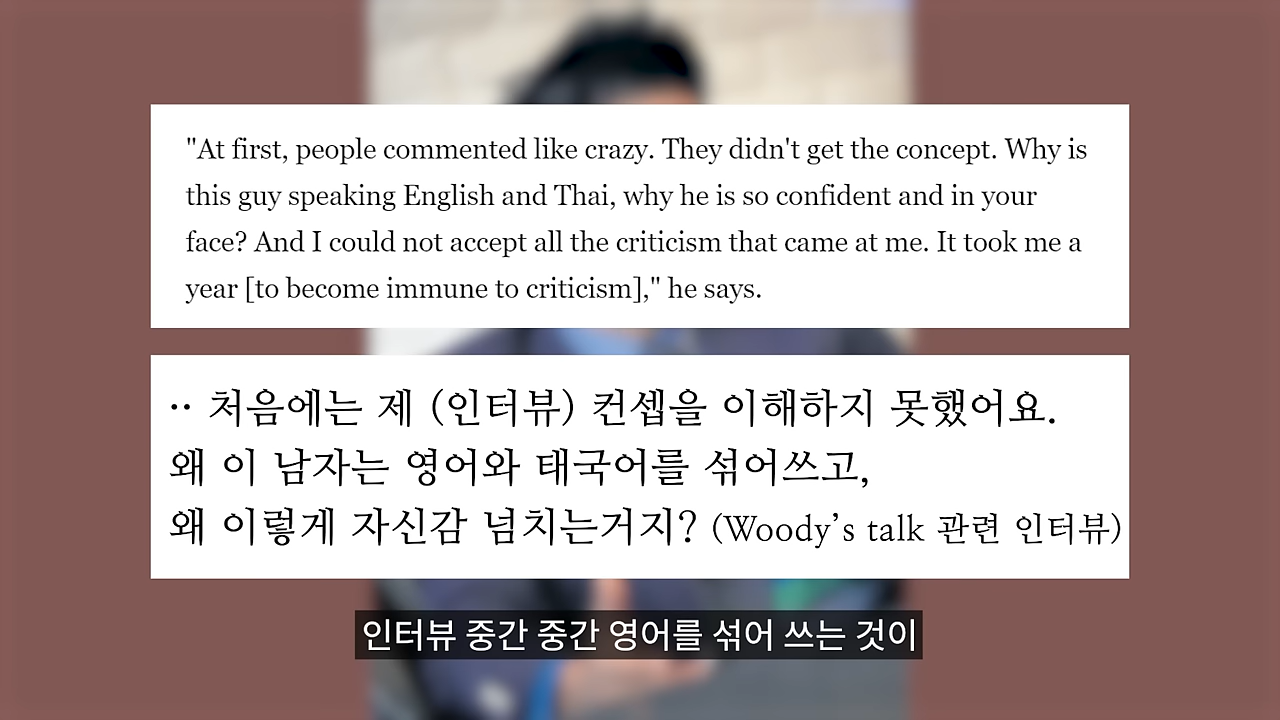 "At first, people commented like crazy. They didn't get the concept. Why is
this guy speaking English and Thai, why he is so confident and in your
face? And I could not accept all the criticism that came at me. It took me a
year [to become immune to criticism]," he says.
·· 처음에는 제 (인터뷰) 컨셉을 이해하지 못했어요.
왜 이 남자는 영어와 태국어를 섞어쓰고,
왜 이렇게 자신감 넘치는거지? (Woody’s talk 관련 인터뷰)
인터뷰 중간 중간 영어를 섞어 쓰는 것이